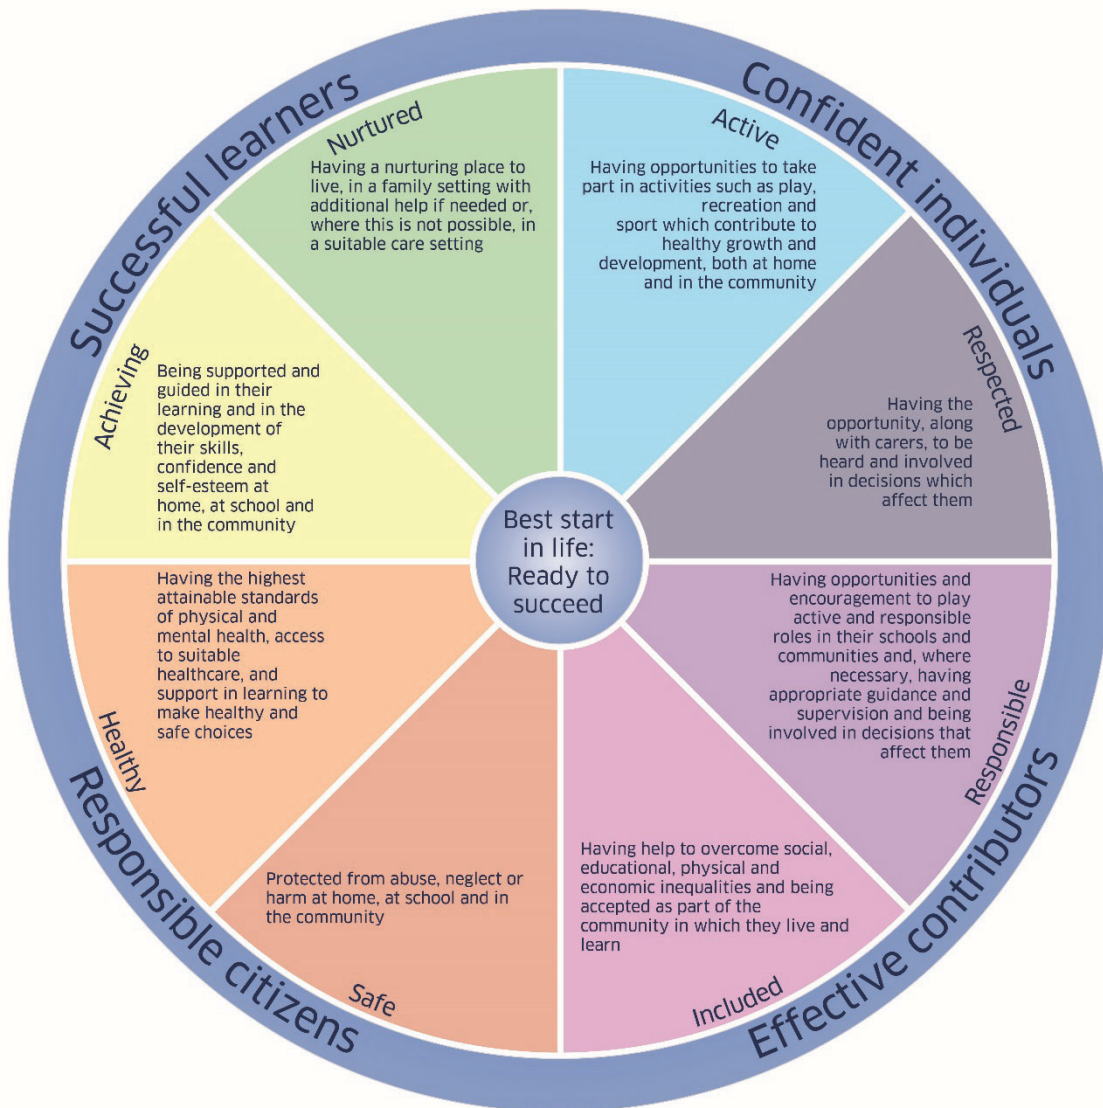 Successful learners
Confident individuals
Nurtured
Having a nurturing place to
live, in a family setting with
additional help if needed or,
where this is not possible, in
a suitable care setting
Active
Having opportunities to take
part in activities such as play,
recreation and
sport which contribute to
healthy growth and
development, both at home
and in the community
Achieving
Being supported and
guided in their
learning and in the
development of
their skills,
confidence and
self-esteem at
home, at school and
in the community
Respected
Having the
opportunity, along
with carers, to be
heard and involved
in decisions which
affect them
Best start
in life:
Ready to
succeed
Healthy
Having the highest
attainable standards
of physical and
mental health, access
to suitable
healthcare, and
support in learning to
make healthy and
safe choices
Responsible
Having opportunities and
encouragement to play
active and responsible
roles in their schools and
communities and, where
necessary, having
appropriate guidance and
supervision and being
involved in decisions that
affect them
Safe
Protected from abuse, neglect or
harm at home, at school and in
the community
Included
Having help to overcome social,
educational, physical and
economic inequalities and being
accepted as part of the
community in which they live and
learn
Responsible citizens
Effective contributors